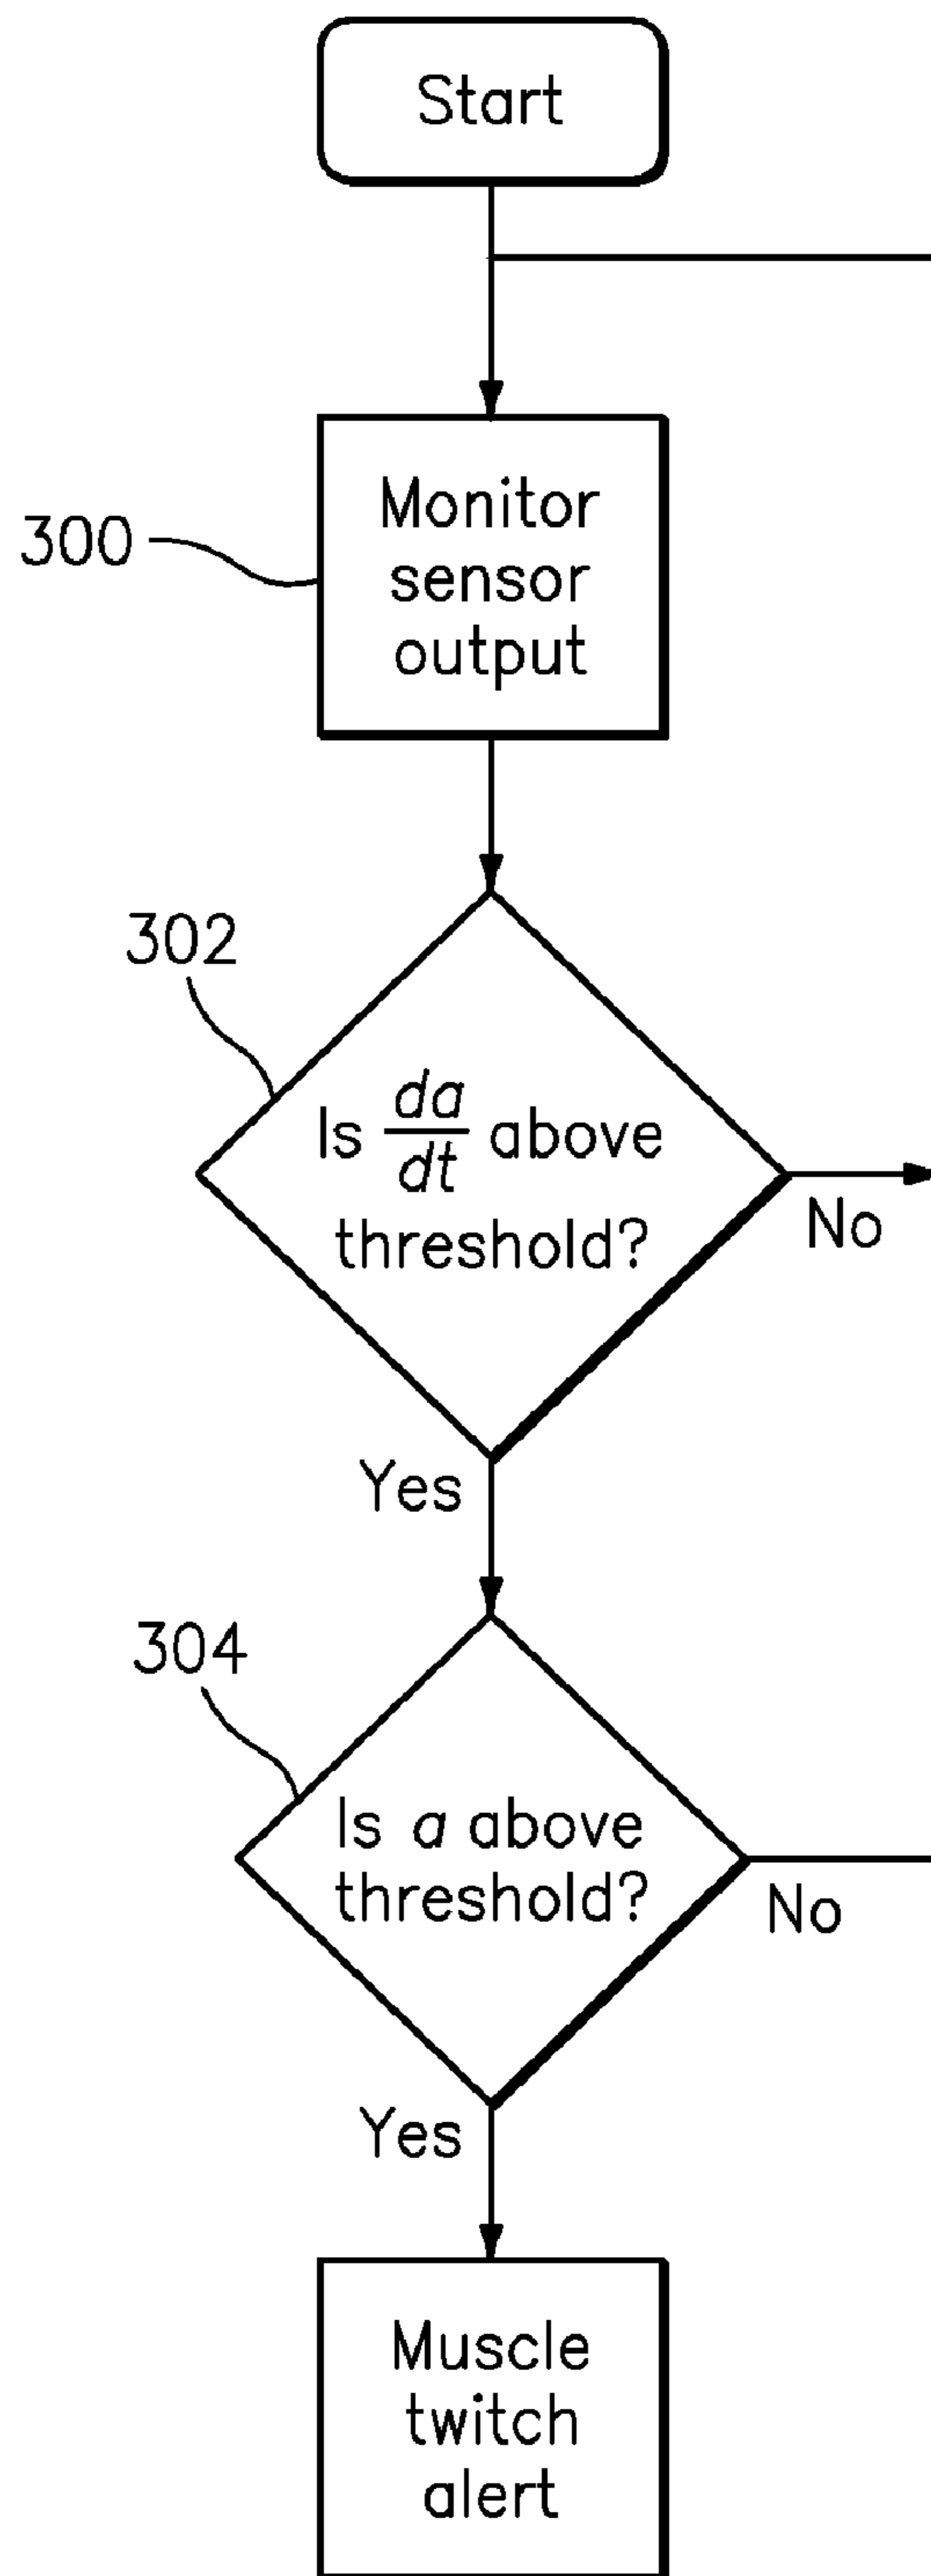 Start
300
Monitor
sensor
output
302
Is da/dt above
threshold?
No
Yes
304
Is a above
threshold?
No
Yes
Muscle
twitch
alert